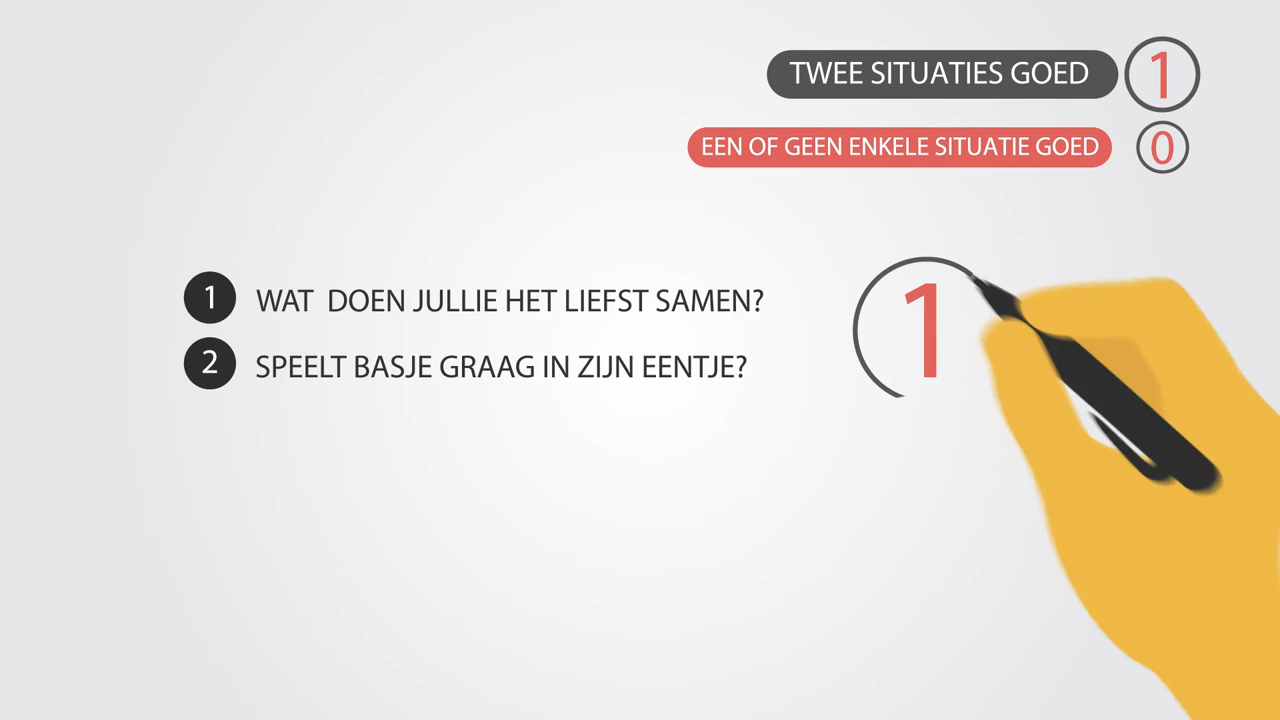 TWEE SITUATIES GOED 1
EEN OF GEEN ENKELE SITUATIE GOED 0
1 WAT DOEN JULLIE HET LIEFST SAMEN?
2 SPEELT BASJE GRAAG IN ZIJN EENTJE?
1